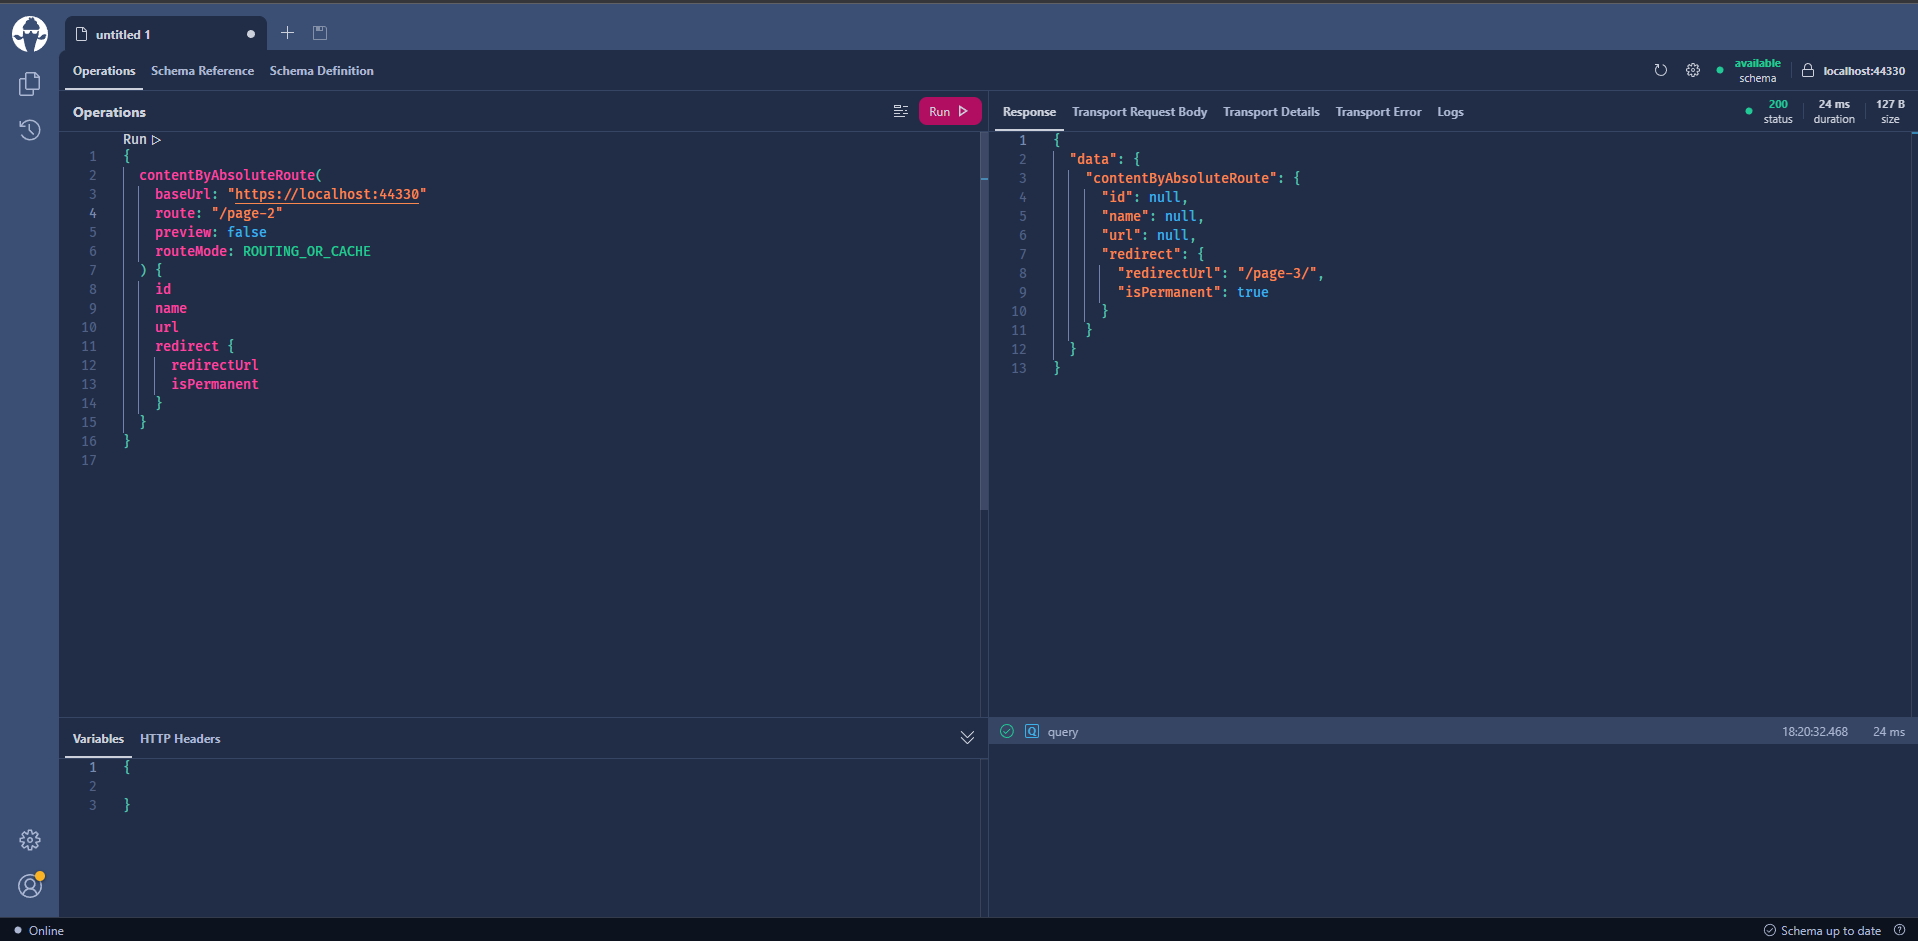 untitled 1
Operations Schema Reference Schema Definition
available
schema
localhost:44330
Operations
Run
Run
1 {
2 contentByAbsoluteRoute(
3 baseUrl: "https://localhost:44330"
4 route: "/page-2"
5 preview: false
6 routeMode: ROUTING_OR_CACHE
7 ) {
8 id
9 name
10 url
11 redirect {
12 redirectUrl
13 isPermanent
14 }
15 }
16 }
17
Response Transport Request Body Transport Details Transport Error Logs
200 24 ms 127 B
status duration size
1 {
2 "data": {
3 "contentByAbsoluteRoute": {
4 "id": null,
5 "name": null,
6 "url": null,
7 "redirect": {
8 "redirectUrl": "/page-3/",
9 "isPermanent": true
10 }
11 }
12 }
13 }
Variables HTTP Headers
1 {
2
3 }
Q query 18:20:32.468 24 ms
Online
Schema up to date